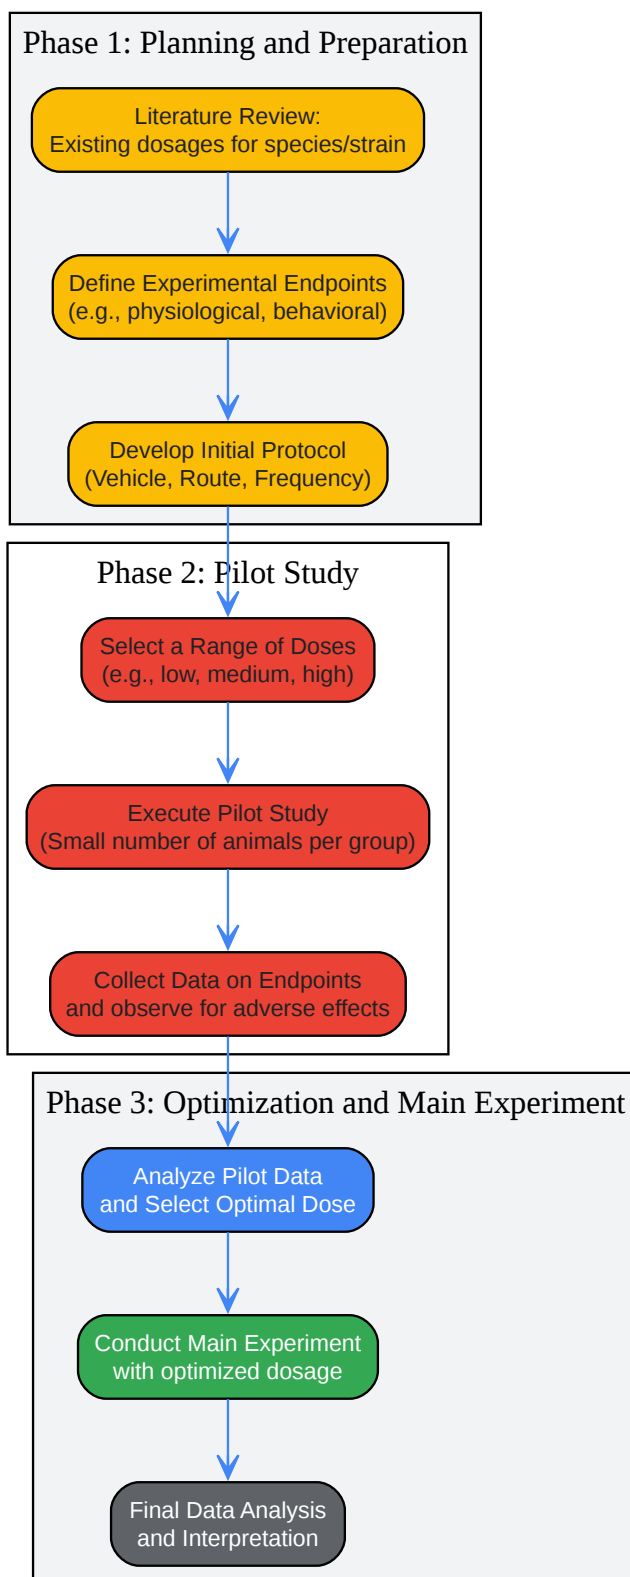 Phase 1: Planning and Preparation
Literature Review:
Existing dosages for species/strain
Define Experimental Endpoints
(e.g., physiological, behavioral)
Develop Initial Protocol
(Vehicle, Route, Frequency)
Phase 2: Pilot Study
Select a Range of Doses
(e.g., low, medium, high)
Execute Pilot Study
(Small number of animals per group)
Collect Data on Endpoints
and observe for adverse effects
Phase 3: Optimization and Main Experiment
Analyze Pilot Data
and Select Optimal Dose
Conduct Main Experiment
with optimized dosage
Final Data Analysis
and Interpretation